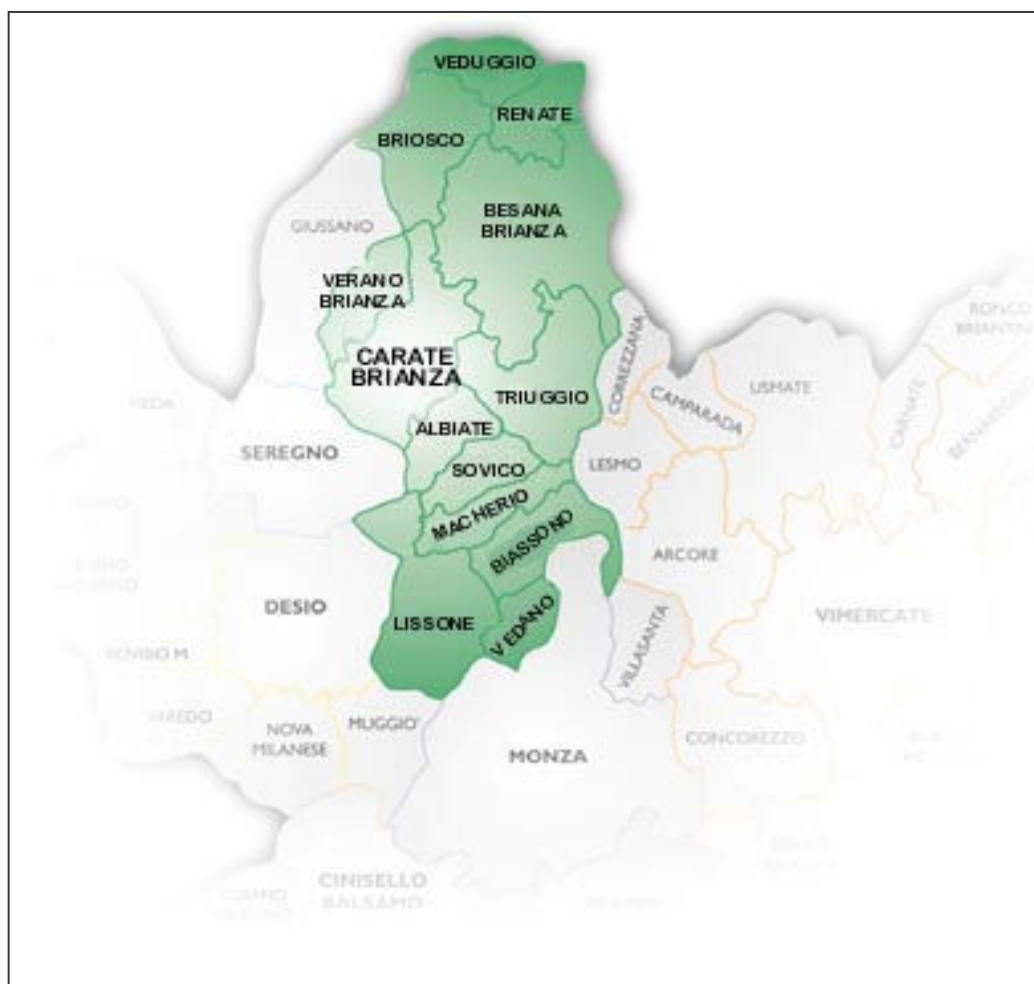 VEDUGGIO
RENATE
BRIOSCO
BESANA
BRIANZA
GIUSSANO
VERANO
BRIANZA
RONCO
BRIANTINO
CARATE
BRIANZA
CORREZZANA
USMATE
CARNATE
TRIUGGIO
CAMPARADA
BERNAREGGIO
ALBIATE
SEREGNO
SOVICO
LESMO
MACHERIO
BIASSONO
ARCORE
DESIO
LISSONE
VEDANO
VILLASANTA
VIMERCATE
BOVISIO M.
VAREDO
NOVA
MILANESE
MUGGIO'
MONZA
CONCOREZZO
CINISELLO
BALSAMO